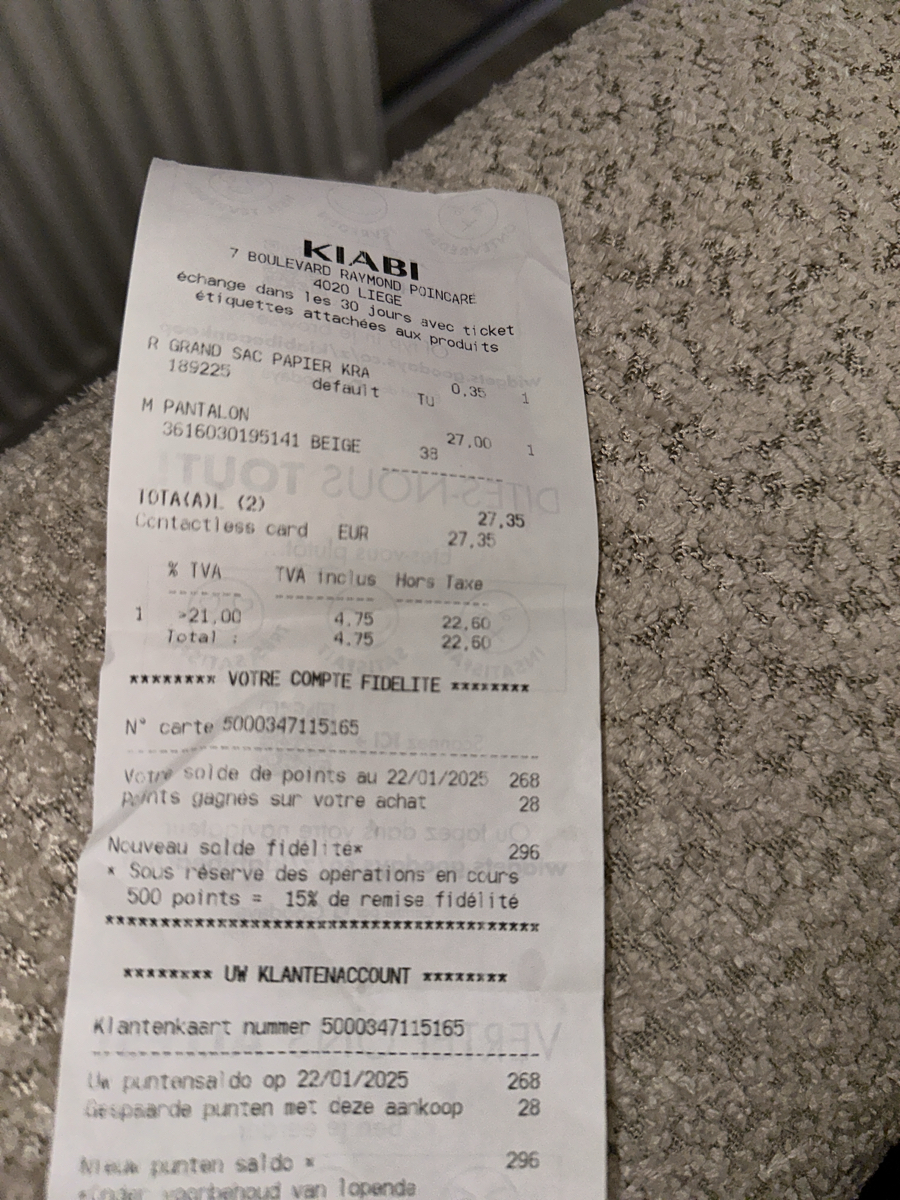 KIABI
7 BOULEVARD RAYMOND POINCARE
4020 LIEGE
échange dans les 30 jours avec ticket
étiquettes attachées aux produits
R GRAND SAC PAPIER KRA
189225 default Tu 0,35 1
M PANTALON
3616030195141 BEIGE 38 27,00 1
TOTA(A)L (2) 27,35
Contactless card EUR 27,35
% TVA TVA inclus Hors Taxe
1 >21,00 4,75 22,60
Total : 4,75 22,60
******** VOTRE COMPTE FIDELITE ********
N° carte 5000347115165
Votre solde de points au 22/01/2025 268
points gagnés sur votre achat 28
Nouveau solde fidélité* 296
* Sous réserve des opérations en cours
500 points = 15% de remise fidélité
****************************************
******** UW KLANTENACCOUNT ********
Klantenkaart nummer 5000347115165
Uw puntensaldo op 22/01/2025 268
Gespaarde punten met deze aankoop 28
Nieuw punten saldo * 296
*Onder voorbehoud van lopende